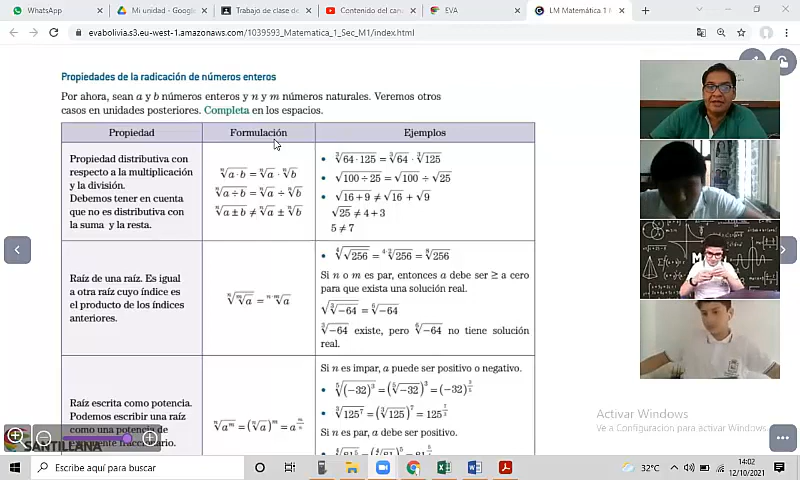 WhatsApp
Mi unidad - Google
Trabajo de clase de
Contenido del car
EVA
LM Matemática 1
evabolivia.s3.eu-west-1.amazonaws.com/1039593_Matematica_1_Sec_M1/index.html
Propiedades de la radicación de números enteros
Por ahora, sean a y b números enteros y n y m números naturales. Veremos otros
casos en unidades posteriores. Completa en los espacios.
Propiedad
Formulación
Ejemplos
Propiedad distributiva con
respecto a la multiplicación
y la división.
Debemos tener en cuenta
que no es distributiva con
la suma y la resta.
ⁿ√(a · b) = ⁿ√a · ⁿ√b
ⁿ√(a ÷ b) = ⁿ√a ÷ ⁿ√b
ⁿ√(a ± b) ≠ ⁿ√a ± ⁿ√b
• ³√(64 · 125) = ³√64 · ³√125
• √(100 ÷ 25) = √100 ÷ √25
• √(16 + 9) ≠ √16 + √9
√25 ≠ 4 + 3
5 ≠ 7
Raíz de una raíz. Es igual
a otra raíz cuyo índice es
el producto de los índices
anteriores.
ⁿ√(ᵐ√a) = ⁿ·ᵐ√a
• ⁴√(√256) = ⁴·²√256 = ⁸√256
Si n o m es par, entonces a debe ser ≥ a cero
para que exista una solución real.
√(³√−64) = ⁶√−64
³√−64 existe, pero ⁶√−64 no tiene solución
real.
Raíz escrita como potencia.
Podemos escribir una raíz
como una potencia de
ⁿ√(aᵐ) = (ⁿ√a)ᵐ = a^(m/n)
Si n es impar, a puede ser positivo o negativo.
• ⁵√(−32)³ = (⁵√−32)³ = (−32)^(3/5)
• ³√125⁷ = (³√125)⁷ = 125^(7/3)
Si n es par, a debe ser positivo.
SANTILLANA
Activar Windows
Ve a Configuración para activar Windows.
Escribe aquí para buscar
32°C
14:02
12/10/2021